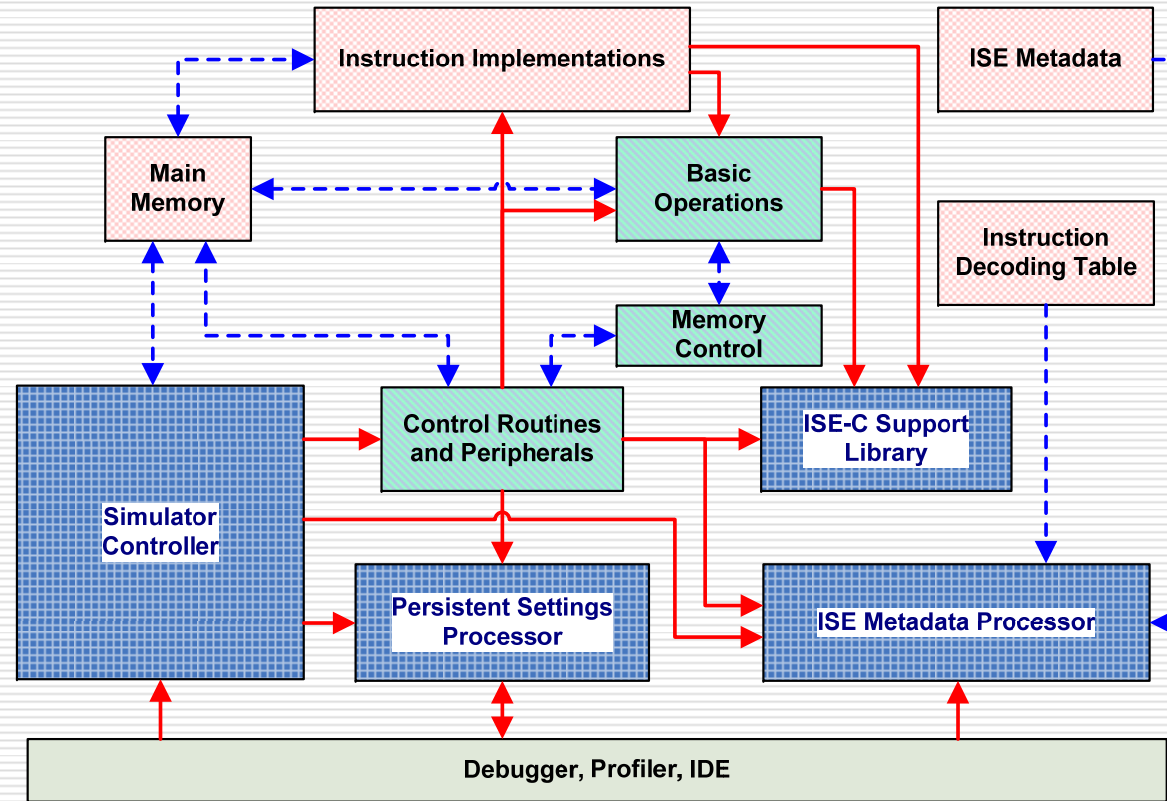 Instruction Implementations
ISE Metadata
Main
Memory
Basic
Operations
Instruction
Decoding Table
Memory
Control
Control Routines
and Peripherals
ISE-C Support
Library
Simulator
Controller
Persistent Settings
Processor
ISE Metadata Processor
Debugger, Profiler, IDE